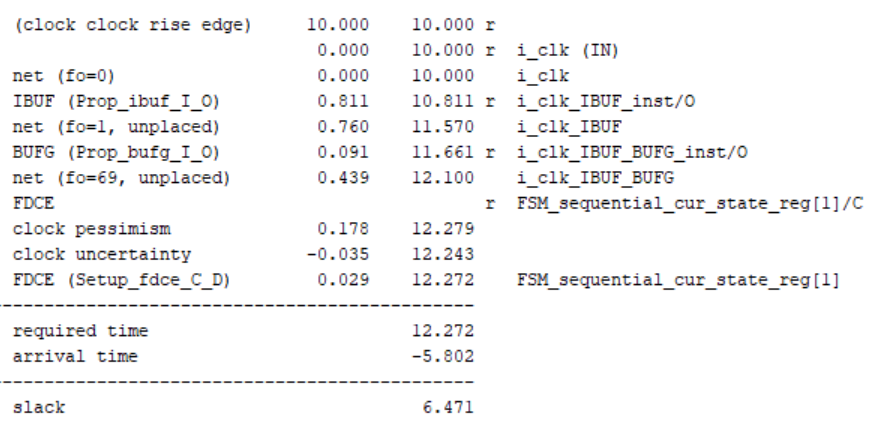 (clock clock rise edge) 10.000 10.000 r
0.000 10.000 r i_clk (IN)
net (fo=0) 0.000 10.000 i_clk
IBUF (Prop_ibuf_I_O) 0.811 10.811 r i_clk_IBUF_inst/O
net (fo=1, unplaced) 0.760 11.570 i_clk_IBUF
BUFG (Prop_bufg_I_O) 0.091 11.661 r i_clk_IBUF_BUFG_inst/O
net (fo=69, unplaced) 0.439 12.100 i_clk_IBUF_BUFG
FDCE r FSM_sequential_cur_state_reg[1]/C
clock pessimism 0.178 12.279
clock uncertainty -0.035 12.243
FDCE (Setup_fdce_C_D) 0.029 12.272 FSM_sequential_cur_state_reg[1]
required time 12.272
arrival time -5.802
slack 6.471